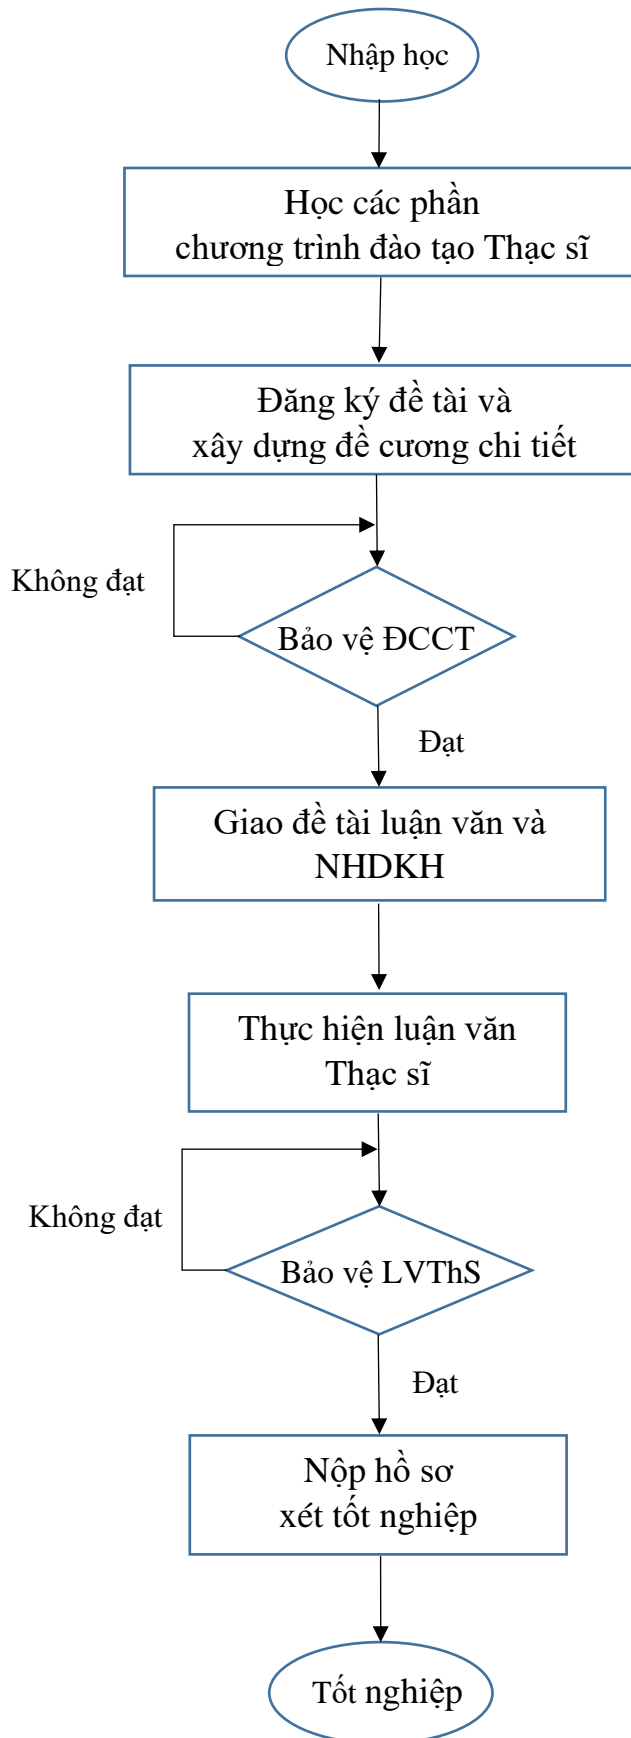 Nhập học
Học các phần
chương trình đào tạo Thạc sĩ
Đăng ký đề tài và
xây dựng đề cương chi tiết
Không đạt
Bảo vệ ĐCCT
Đạt
Giao đề tài luận văn và
NHDKH
Thực hiện luận văn
Thạc sĩ
Không đạt
Bảo vệ LVThS
Đạt
Nộp hồ sơ
xét tốt nghiệp
Tốt nghiệp